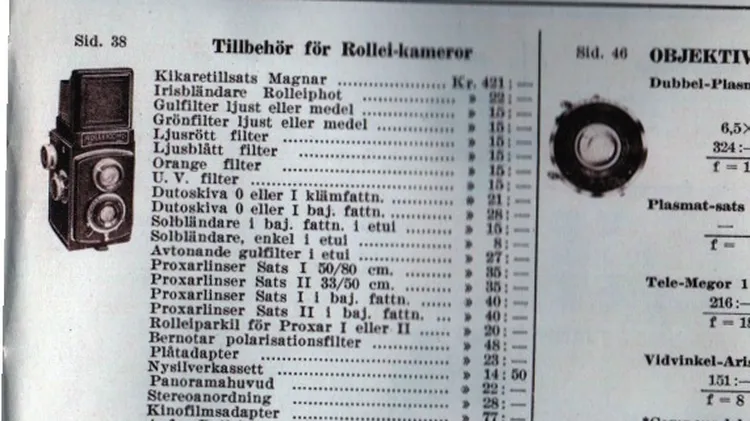 Sid. 38
Tillbehör för Rollei-kameror
Kikaretillsats Magnar .................. Kr. 421:—
Irisbländare Rolleiphot .................. » 22:—
Gulfilter ljust eller medel .................. » 15:—
Grönfilter ljust eller medel .................. » 15:—
Ljusrött filter .................. » 15:—
Ljusblått filter .................. » 15:—
Orange filter .................. » 15:—
U. V. filter .................. » 15:—
Dutoskiva 0 eller I klämfattn. .................. » 21:—
Dutoskiva 0 eller I baj. fattn. .................. » 28:—
Solbländare i baj. fattn. i etui .................. » 15:—
Solbländare, enkel i etui .................. » 8:—
Avtonande gulfilter i etui .................. » 27:—
Proxarlinser Sats I 50/80 cm. .................. » 35:—
Proxarlinser Sats II 33/50 cm. .................. » 35:—
Proxarlinser Sats I i baj. fattn. .................. » 40:—
Proxarlinser Sats II i baj. fattn. .................. » 40:—
Rolleiparkil för Proxar I eller II .................. » 20:—
Bernotar polarisationsfilter .................. » 48:—
Plåtadapter .................. » 23:—
Nysilverkassett .................. » 14:50
Panoramahuvud .................. » 22:—
Stereoanordning .................. » 28:—
Kinofilmsadapter .................. » 77:—
Sid. 46
OBJEKTIV
Dubbel-Plasm
6,5×
324:—
f = 1
Plasmat-sats
—
f =
Tele-Megor 1
216:—
f = 18
Vidvinkel-Aris
151:—
f = 8